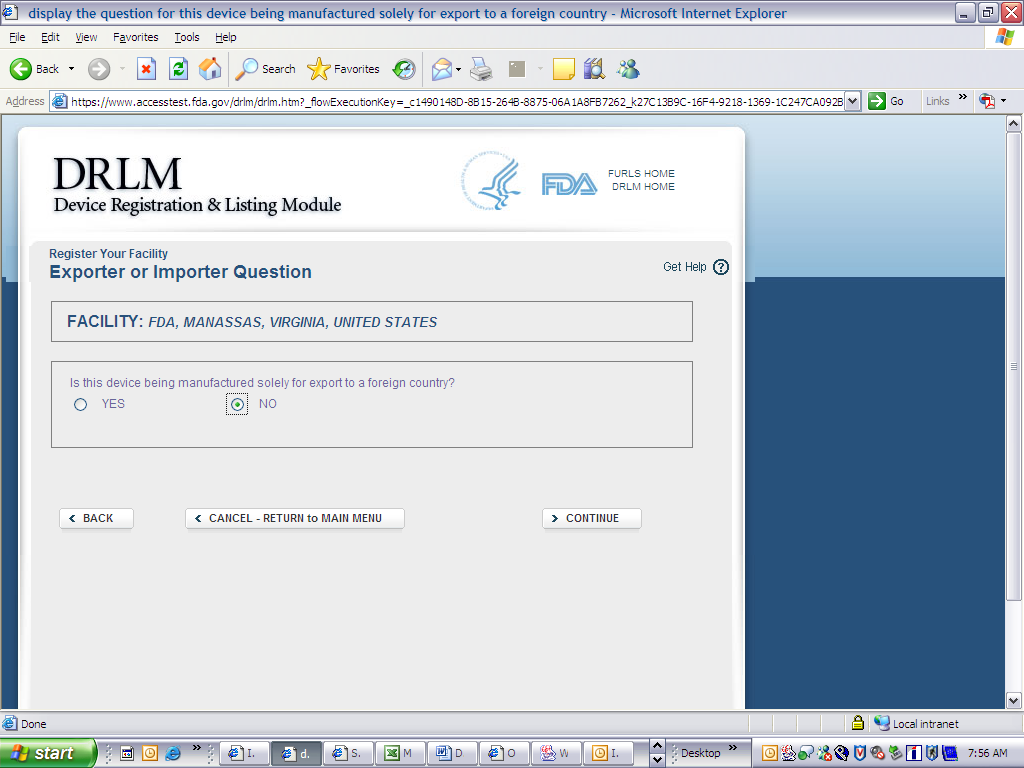 display the question for this device being manufactured solely for export to a foreign country - Microsoft Internet Explorer
File Edit View Favorites Tools Help
Back Search Favorites
Address https://www.accesstest.fda.gov/drlm/drlm.htm?_flowExecutionKey=_c1490148D-8B15-264B-8875-06A1A8FB7262_k27C13B9C-16F4-9218-1369-1C247CA092B Go Links »
DRLM
Device Registration & Listing Module
FDA
FURLS HOME
DRLM HOME
Register Your Facility
Exporter or Importer Question
Get Help ?
FACILITY: FDA, MANASSAS, VIRGINIA, UNITED STATES
Is this device being manufactured solely for export to a foreign country?
YES NO
< BACK < CANCEL - RETURN to MAIN MENU > CONTINUE
Done Local intranet
start » I. d. S. M D O W I. Desktop » 7:56 AM